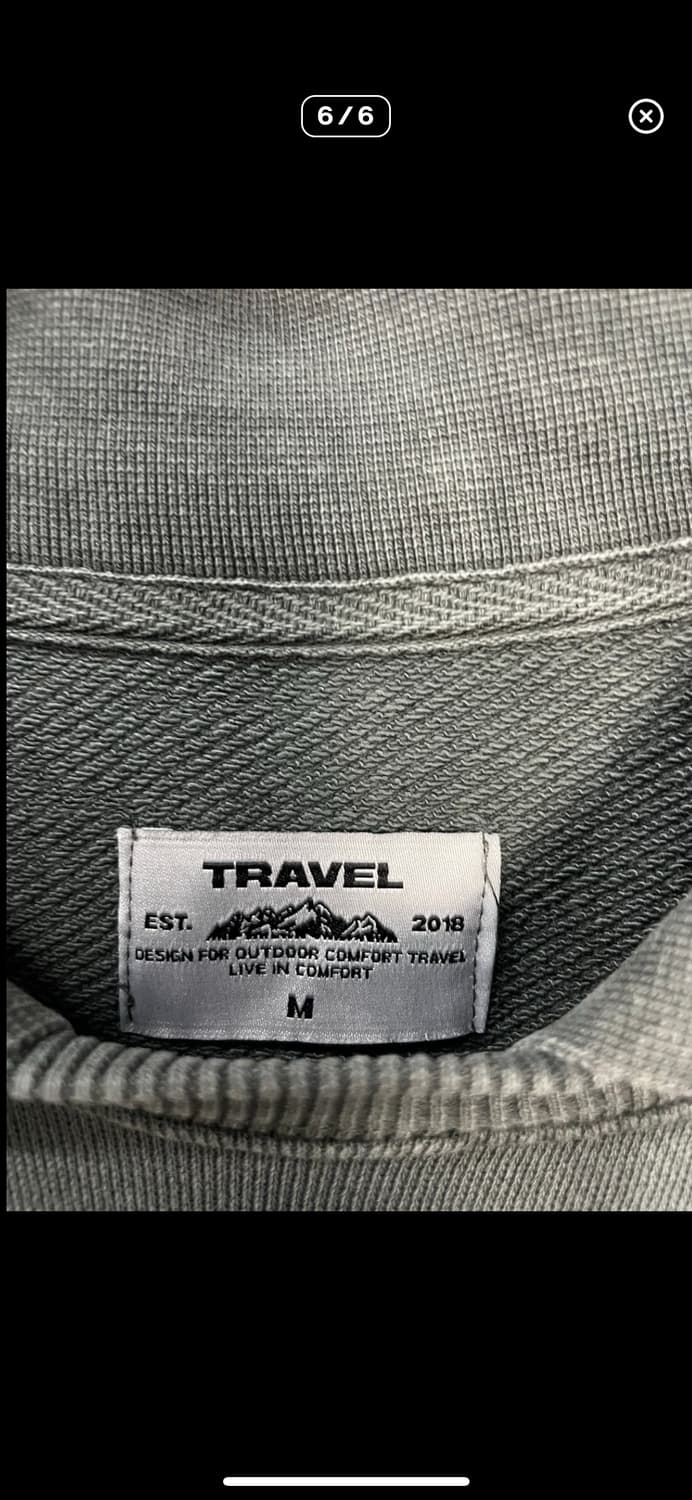 6/6
TRAVEL
EST. 2018
DESIGN FOR OUTDOOR COMFORT TRAVEL
LIVE IN COMFORT
M